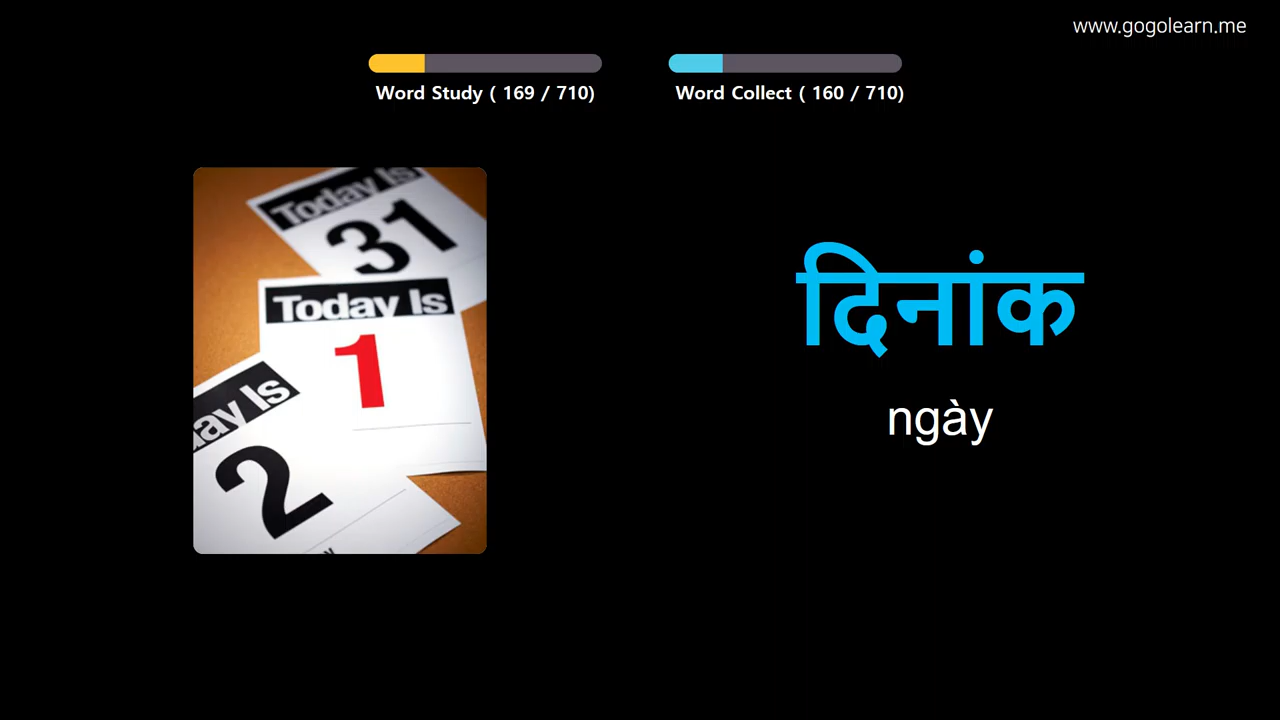 www.gogolearn.me
Word Study ( 169 / 710)
Word Collect ( 160 / 710)
Today Is
31
Today Is
1
day Is
2
दिनांक
ngày